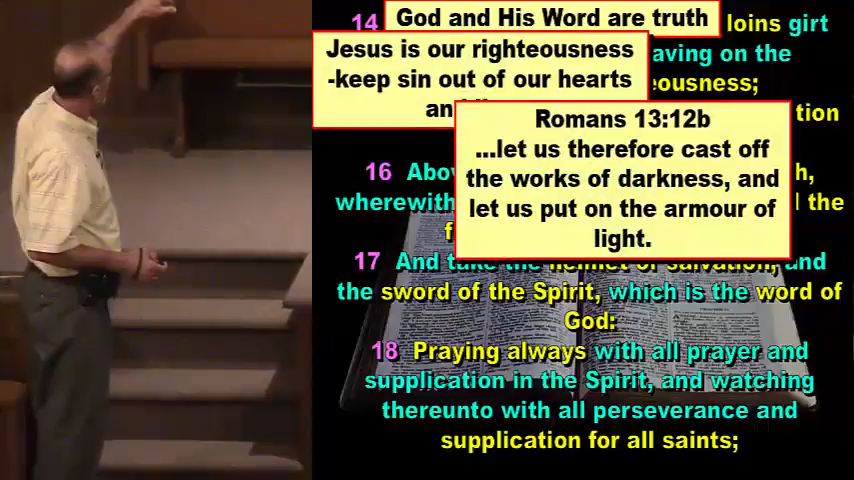 14 God and His Word are truth loins girt
Jesus is our righteousness aving on the
-keep sin out of our hearts eousness;
an tion
Romans 13:12b
...let us therefore cast off
16 Abov the works of darkness, and h,
wherewith let us put on the armour of the
light.
17 And take the helmet of salvation, and
the sword of the Spirit, which is the word of
God:
18 Praying always with all prayer and
supplication in the Spirit, and watching
thereunto with all perseverance and
supplication for all saints;